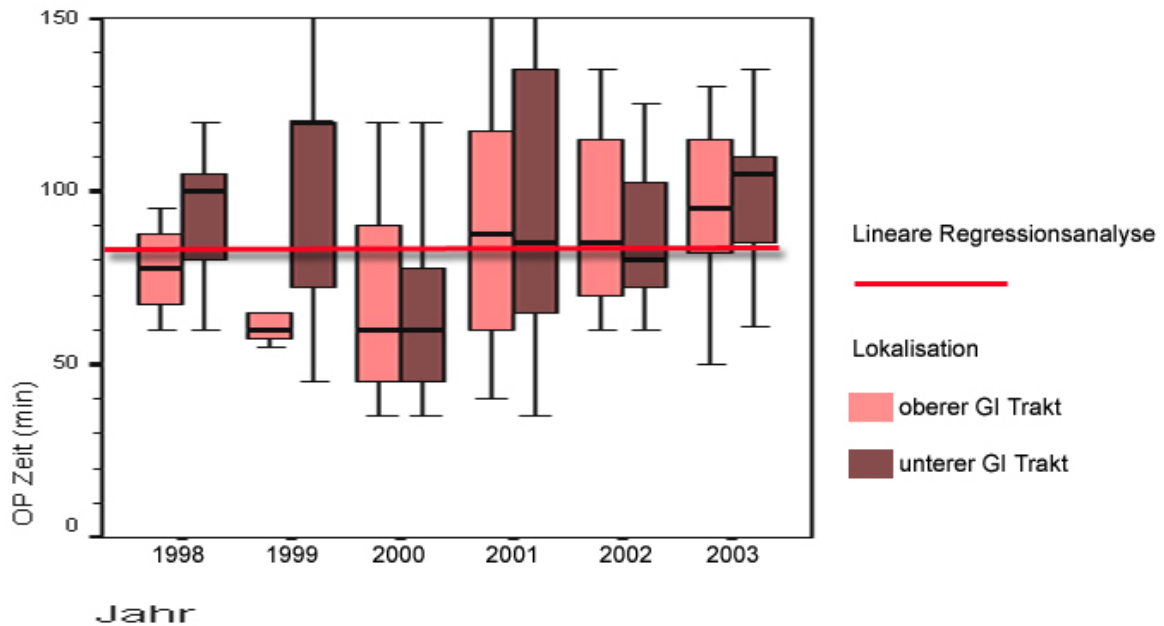 150
100
50
0
OP Zeit (min)
1998 1999 2000 2001 2002 2003
Jahr
Lineare Regressionsanalyse
Lokalisation
oberer GI Trakt
unterer GI Trakt